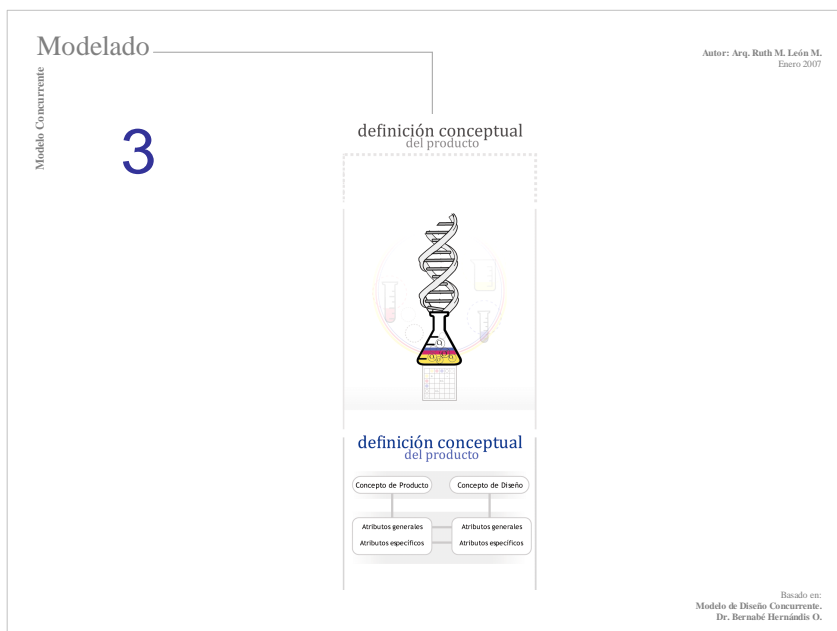 Modelado
Autor: Arq. Ruth M. León M.
Enero 2007
Modelo Concurrente
3
definición conceptual
del producto
definición conceptual
del producto
Concepto de Producto
Concepto de Diseño
Atributos generales
Atributos generales
Atributos específicos
Atributos específicos
Basado en:
Modelo de Diseño Concurrente.
Dr. Bernabé Hernándis O.